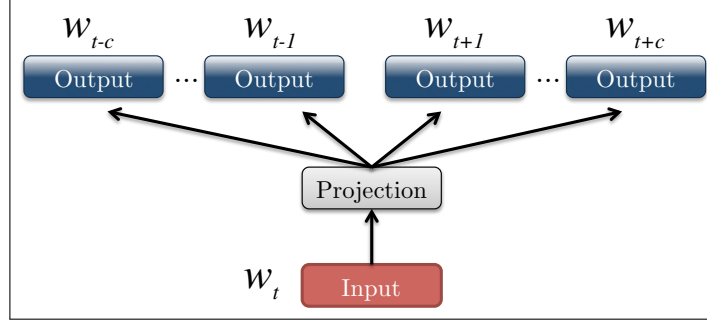 w_{t-c} w_{t-1} w_{t+1} w_{t+c}
Output ... Output Output ... Output
Projection
w_t Input